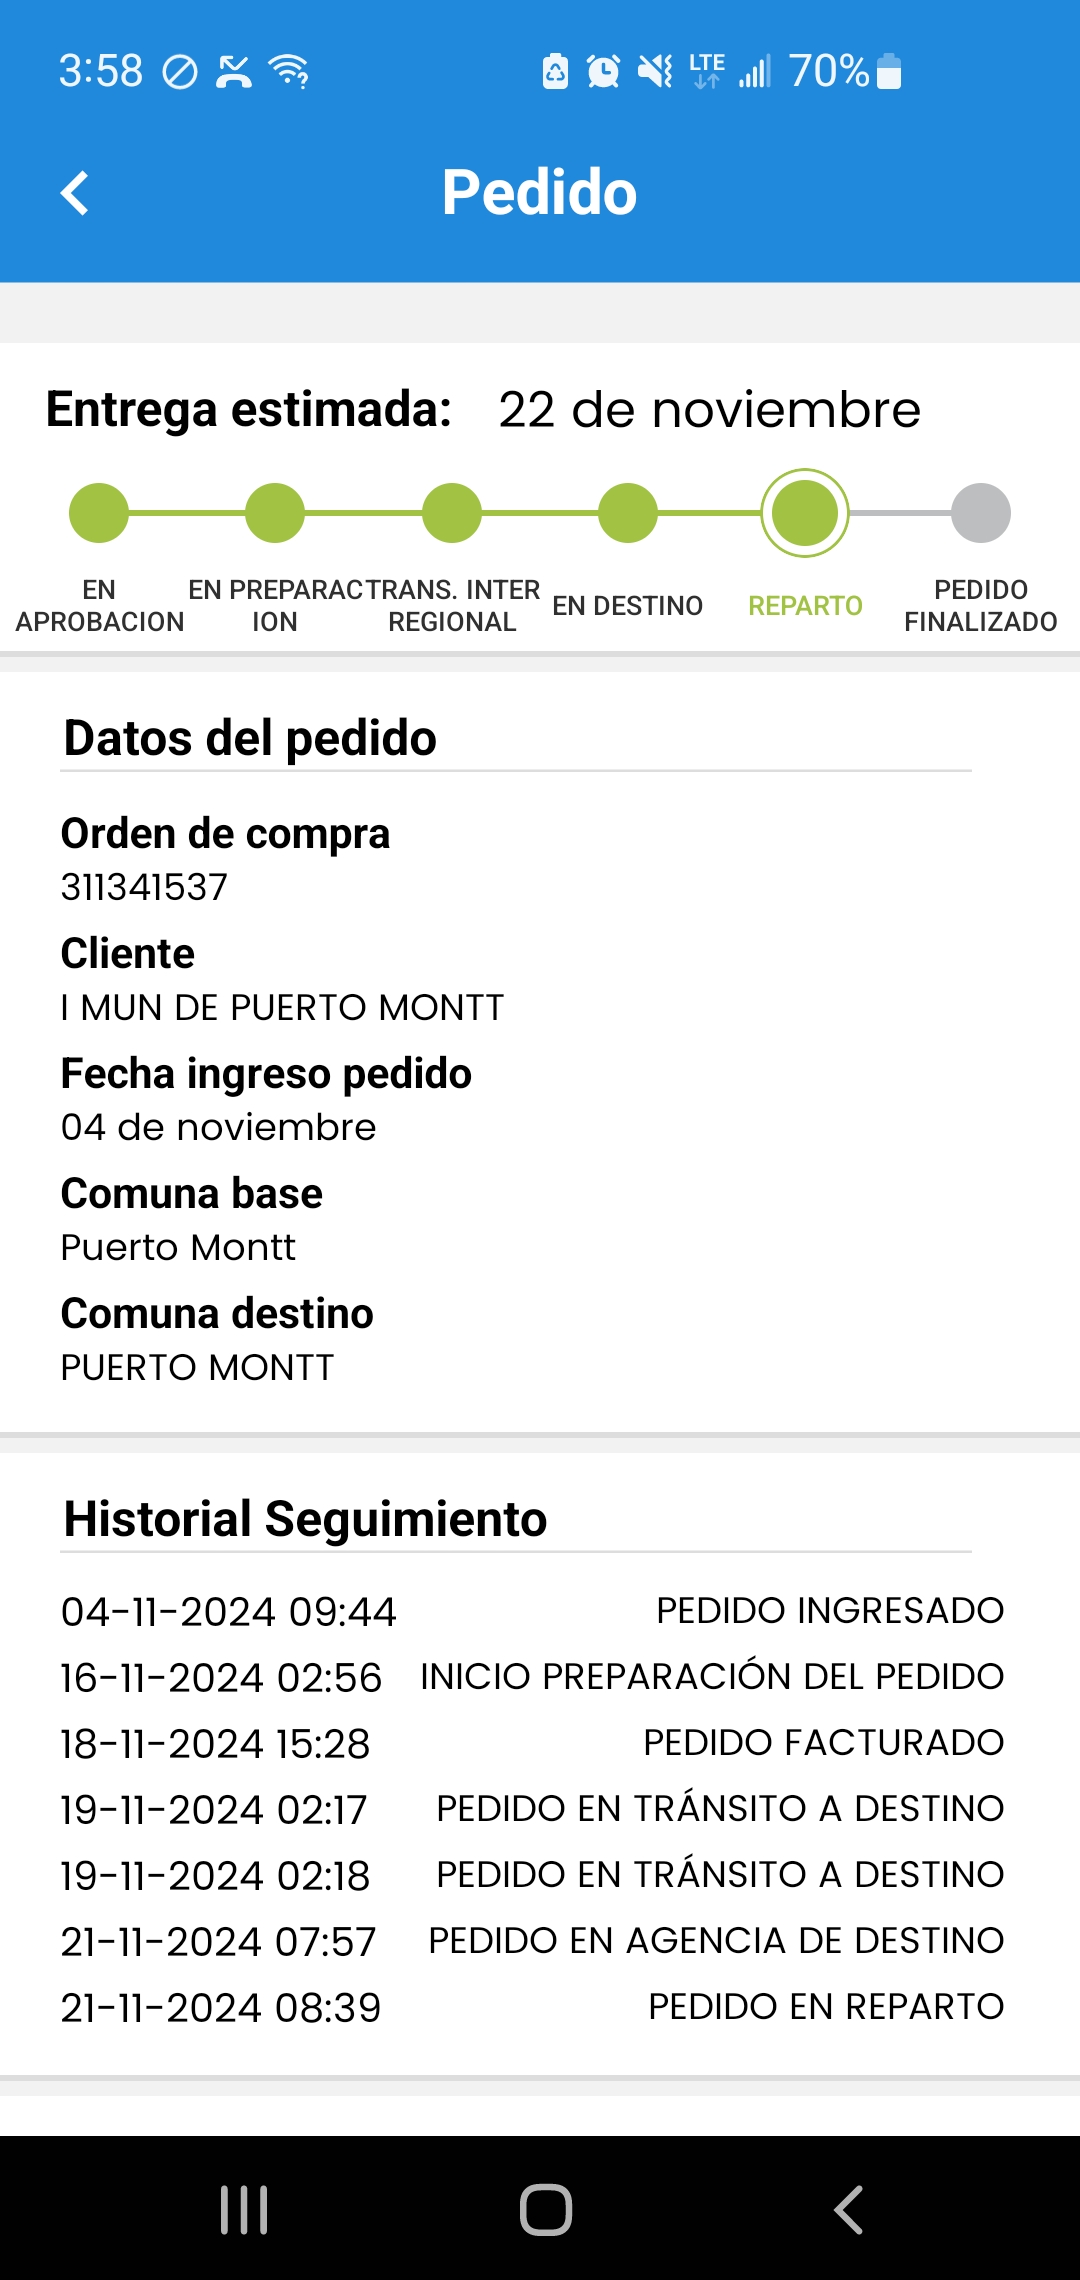 3:58 LTE 70%
Pedido
Entrega estimada: 22 de noviembre
EN APROBACION
EN PREPARACION
TRANS. INTER REGIONAL
EN DESTINO
REPARTO
PEDIDO FINALIZADO
Datos del pedido
Orden de compra
311341537
Cliente
I MUN DE PUERTO MONTT
Fecha ingreso pedido
04 de noviembre
Comuna base
Puerto Montt
Comuna destino
PUERTO MONTT
Historial Seguimiento
04-11-2024 09:44 PEDIDO INGRESADO
16-11-2024 02:56 INICIO PREPARACIÓN DEL PEDIDO
18-11-2024 15:28 PEDIDO FACTURADO
19-11-2024 02:17 PEDIDO EN TRÁNSITO A DESTINO
19-11-2024 02:18 PEDIDO EN TRÁNSITO A DESTINO
21-11-2024 07:57 PEDIDO EN AGENCIA DE DESTINO
21-11-2024 08:39 PEDIDO EN REPARTO